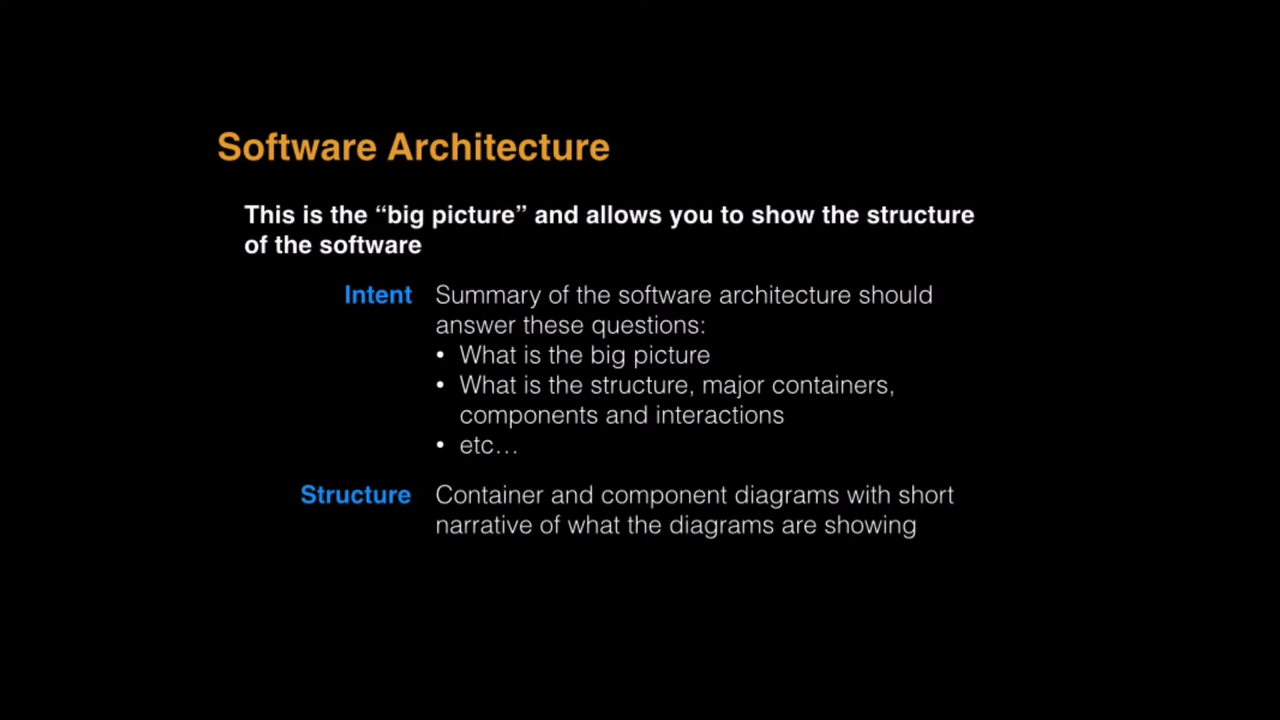 Software Architecture
This is the “big picture” and allows you to show the structure
of the software
Intent Summary of the software architecture should
answer these questions:
• What is the big picture
• What is the structure, major containers,
components and interactions
• etc…
Structure Container and component diagrams with short
narrative of what the diagrams are showing